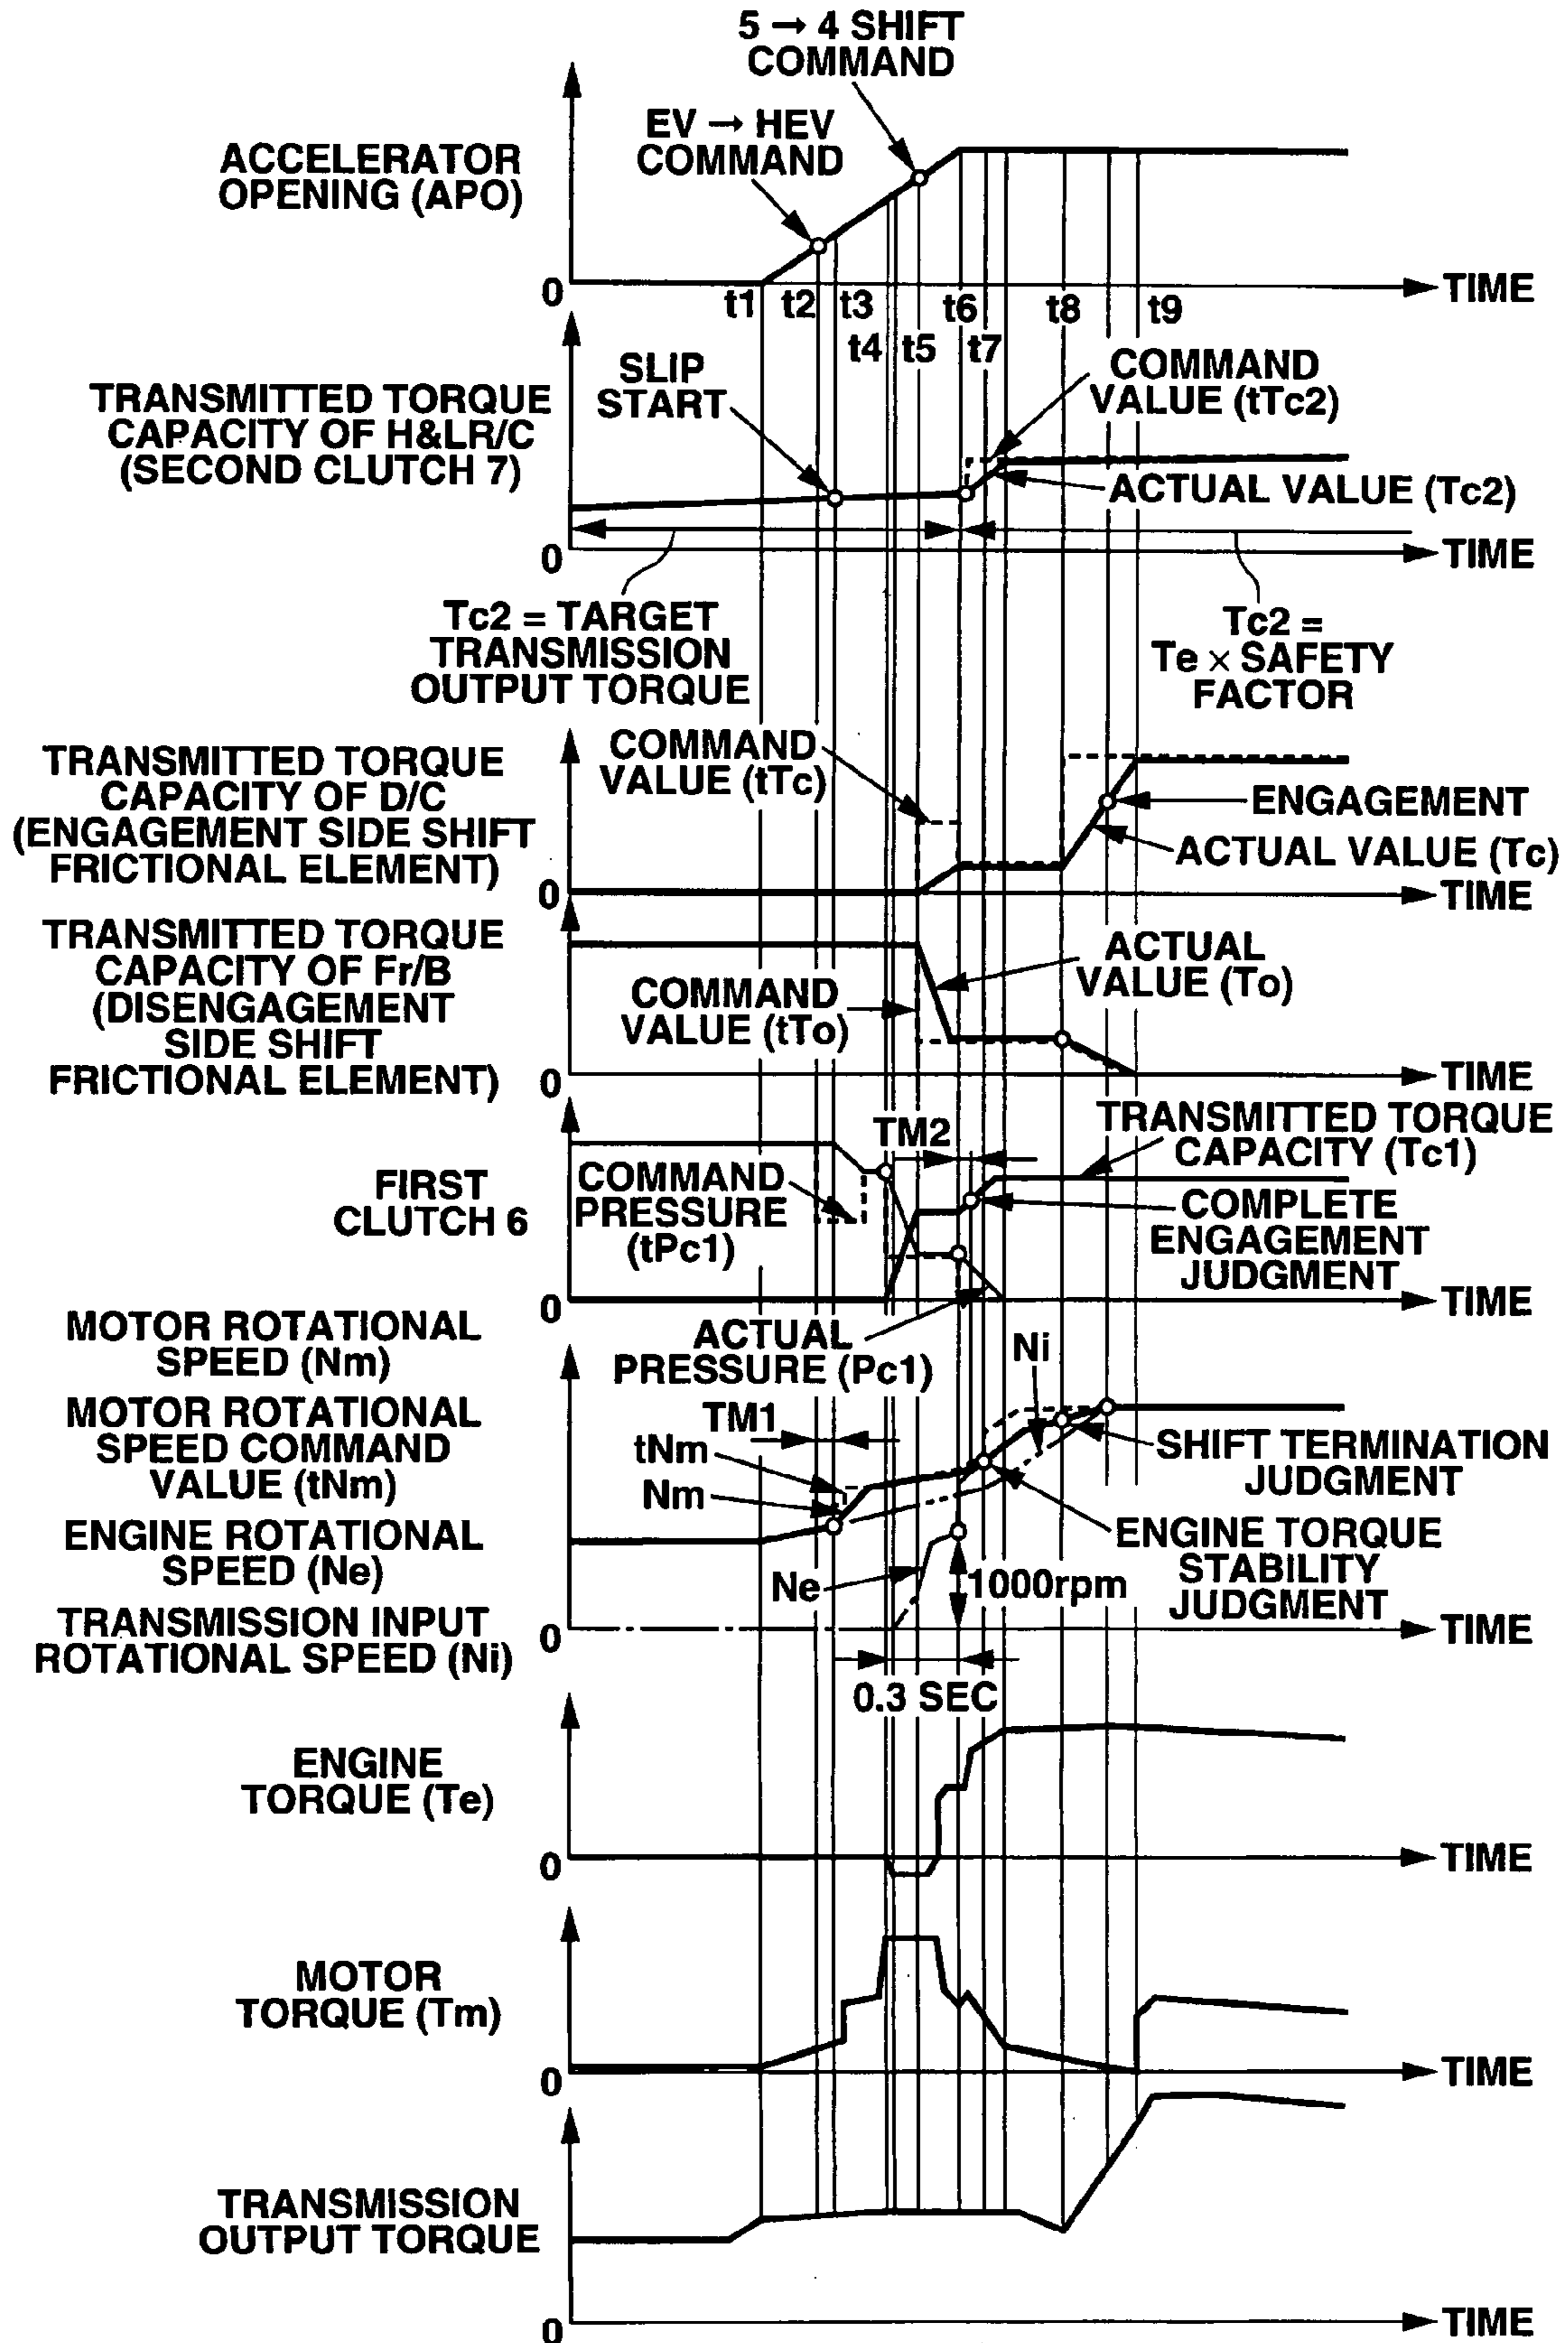 5 → 4 SHIFT
COMMAND
EV → HEV
COMMAND
ACCELERATOR
OPENING (APO)
0
TIME
t1
t2
t3
t4
t5
t6
t7
t8
t9
SLIP
START
COMMAND
VALUE (tTc2)
TRANSMITTED TORQUE
CAPACITY OF H&LR/C
(SECOND CLUTCH 7)
ACTUAL VALUE (Tc2)
0
TIME
Tc2 = TARGET
TRANSMISSION
OUTPUT TORQUE
Tc2 =
Te × SAFETY
FACTOR
TRANSMITTED TORQUE
CAPACITY OF D/C
(ENGAGEMENT SIDE SHIFT
FRICTIONAL ELEMENT)
COMMAND
VALUE (tTc)
ENGAGEMENT
ACTUAL VALUE (Tc)
0
TIME
TRANSMITTED TORQUE
CAPACITY OF Fr/B
(DISENGAGEMENT
SIDE SHIFT
FRICTIONAL ELEMENT)
COMMAND
VALUE (tTo)
ACTUAL
VALUE (To)
0
TIME
FIRST
CLUTCH 6
TM2
COMMAND
PRESSURE
(tPc1)
TRANSMITTED TORQUE
CAPACITY (Tc1)
COMPLETE
ENGAGEMENT
JUDGMENT
0
TIME
ACTUAL
PRESSURE (Pc1)
MOTOR ROTATIONAL
SPEED (Nm)
MOTOR ROTATIONAL
SPEED COMMAND
VALUE (tNm)
ENGINE ROTATIONAL
SPEED (Ne)
TRANSMISSION INPUT
ROTATIONAL SPEED (Ni)
TM1
tNm
Nm
Ni
SHIFT TERMINATION
JUDGMENT
ENGINE TORQUE
STABILITY
JUDGMENT
Ne
1000rpm
0
TIME
0.3 SEC
ENGINE
TORQUE (Te)
0
TIME
MOTOR
TORQUE (Tm)
0
TIME
TRANSMISSION
OUTPUT TORQUE
0
TIME